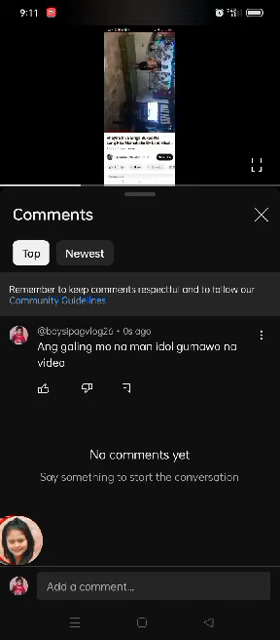 9:11
Comments
Top
Newest
Remember to keep comments respectful and to follow our
Community Guidelines
@boysipagvlog26 • 0s ago
Ang galing mo na man idol gumawo na
video
No comments yet
Say something to start the conversation
Add a comment...